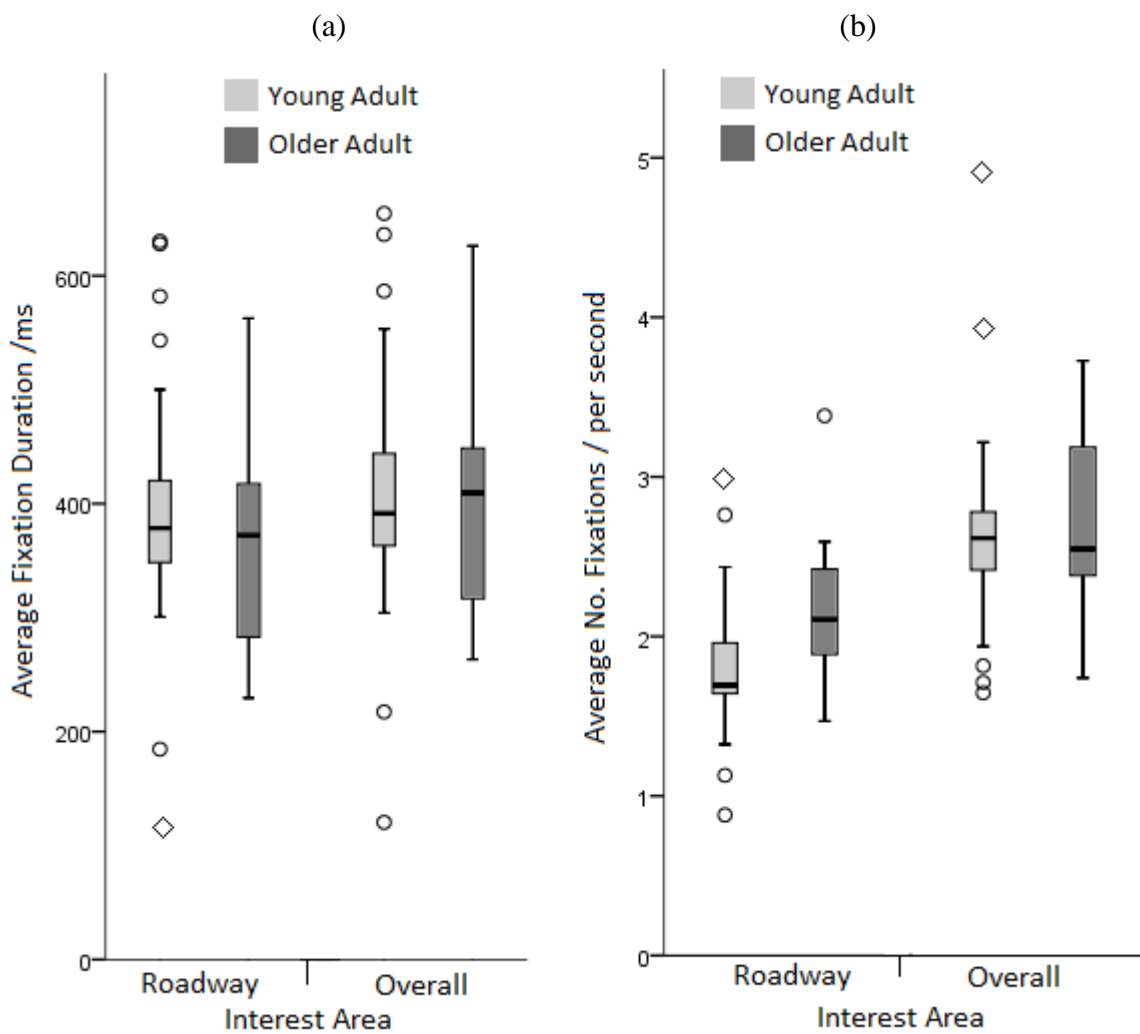 (a)
Young Adult
Older Adult
Average Fixation Duration /ms
600
400
200
0
Roadway
Overall
Interest Area
(b)
Young Adult
Older Adult
Average No. Fixations / per second
5
4
3
2
1
0
Roadway
Overall
Interest Area